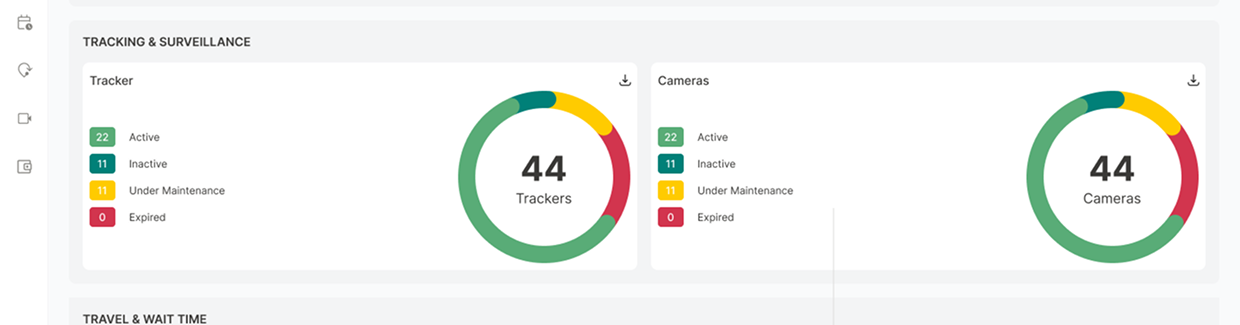 TRACKING & SURVEILLANCE
Tracker
22 Active
11 Inactive
11 Under Maintenance
0 Expired
44
Trackers
Cameras
22 Active
11 Inactive
11 Under Maintenance
0 Expired
44
Cameras
TRAVEL & WAIT TIME